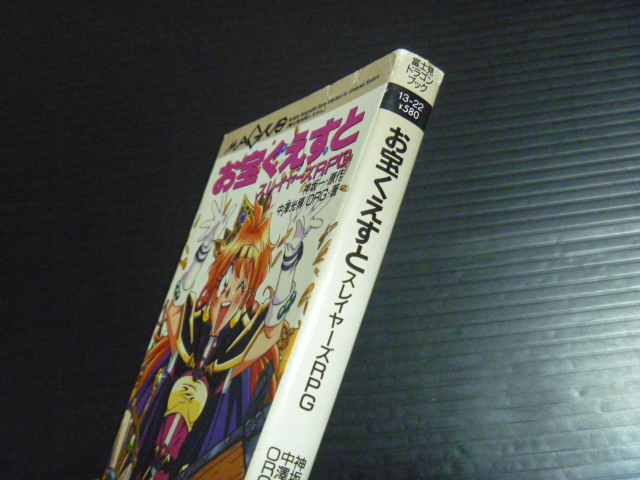 お宝くえすと
スレイヤーズRPG
神坂一・原作
中澤光博/ORG・著
富士見
ドラゴン
ブック
13-22
¥580
お宝くえすとスレイヤーズRPG
神坂
中澤
ORG